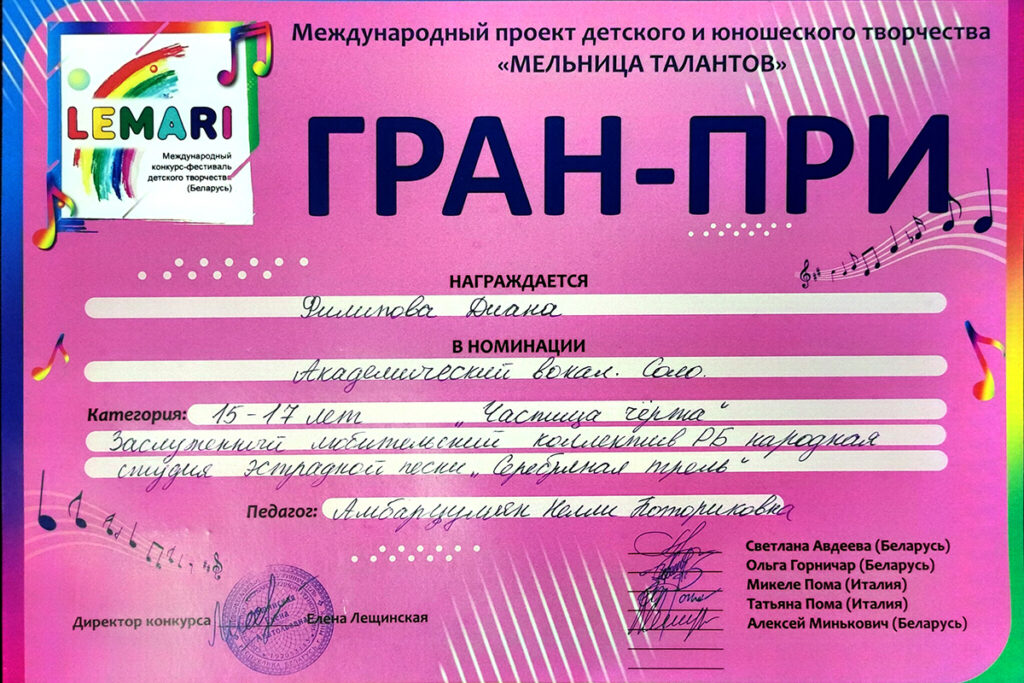 Международный проект детского и юношеского творчества
«МЕЛЬНИЦА ТАЛАНТОВ»
LEMARI
Международный
конкурс-фестиваль
детского творчества
(Беларусь)
ГРАН-ПРИ
НАГРАЖДАЕТСЯ
Филипова Диана
В НОМИНАЦИИ
Академический вокал. Соло.
Категория: 15-17 лет „Частица чёрта“
Заслуженный любительский коллектив РБ народная
студия эстрадной песни „Серебряная трель“
Педагог: Амбарцумян Нелли
Светлана Авдеева (Беларусь)
Ольга Горничар (Беларусь)
Микеле Пома (Италия)
Татьяна Пома (Италия)
Алексей Минькович (Беларусь)
Директор конкурса Елена Лещинская